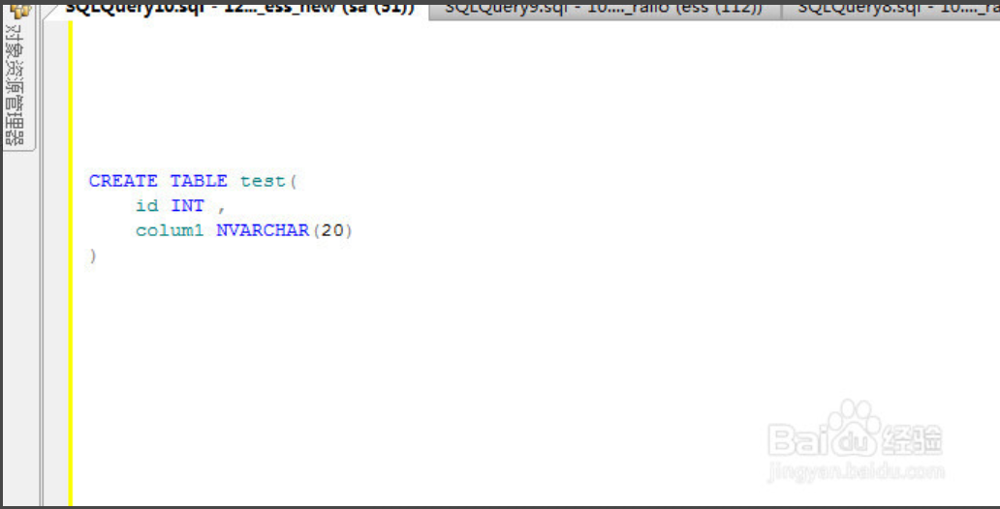 SQLQuery10.sql - 12..._ess_new (sa (51))
SQLQuery9.sql - 10...._raifo (ess (112))
SQLQuery8.sql - 10...._ra
对象资源管理器
CREATE TABLE test(
id INT ,
colum1 NVARCHAR(20)
)
Baidu经验
jingyan.baidu.com